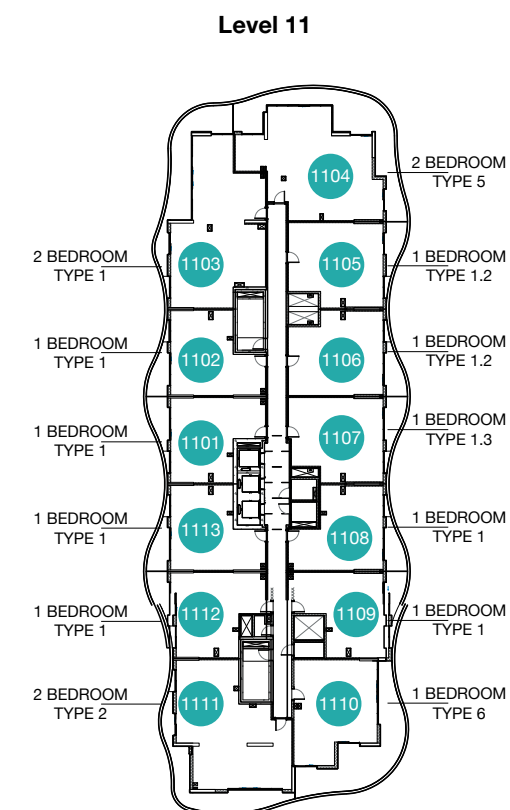 Level 11
1104
2 BEDROOM
TYPE 5
2 BEDROOM
TYPE 1
1103
1105
1 BEDROOM
TYPE 1.2
1 BEDROOM
TYPE 1
1102
1106
1 BEDROOM
TYPE 1.2
1 BEDROOM
TYPE 1
1101
1107
1 BEDROOM
TYPE 1.3
1 BEDROOM
TYPE 1
1113
1108
1 BEDROOM
TYPE 1
1 BEDROOM
TYPE 1
1112
1109
1 BEDROOM
TYPE 1
2 BEDROOM
TYPE 2
1111
1110
1 BEDROOM
TYPE 6